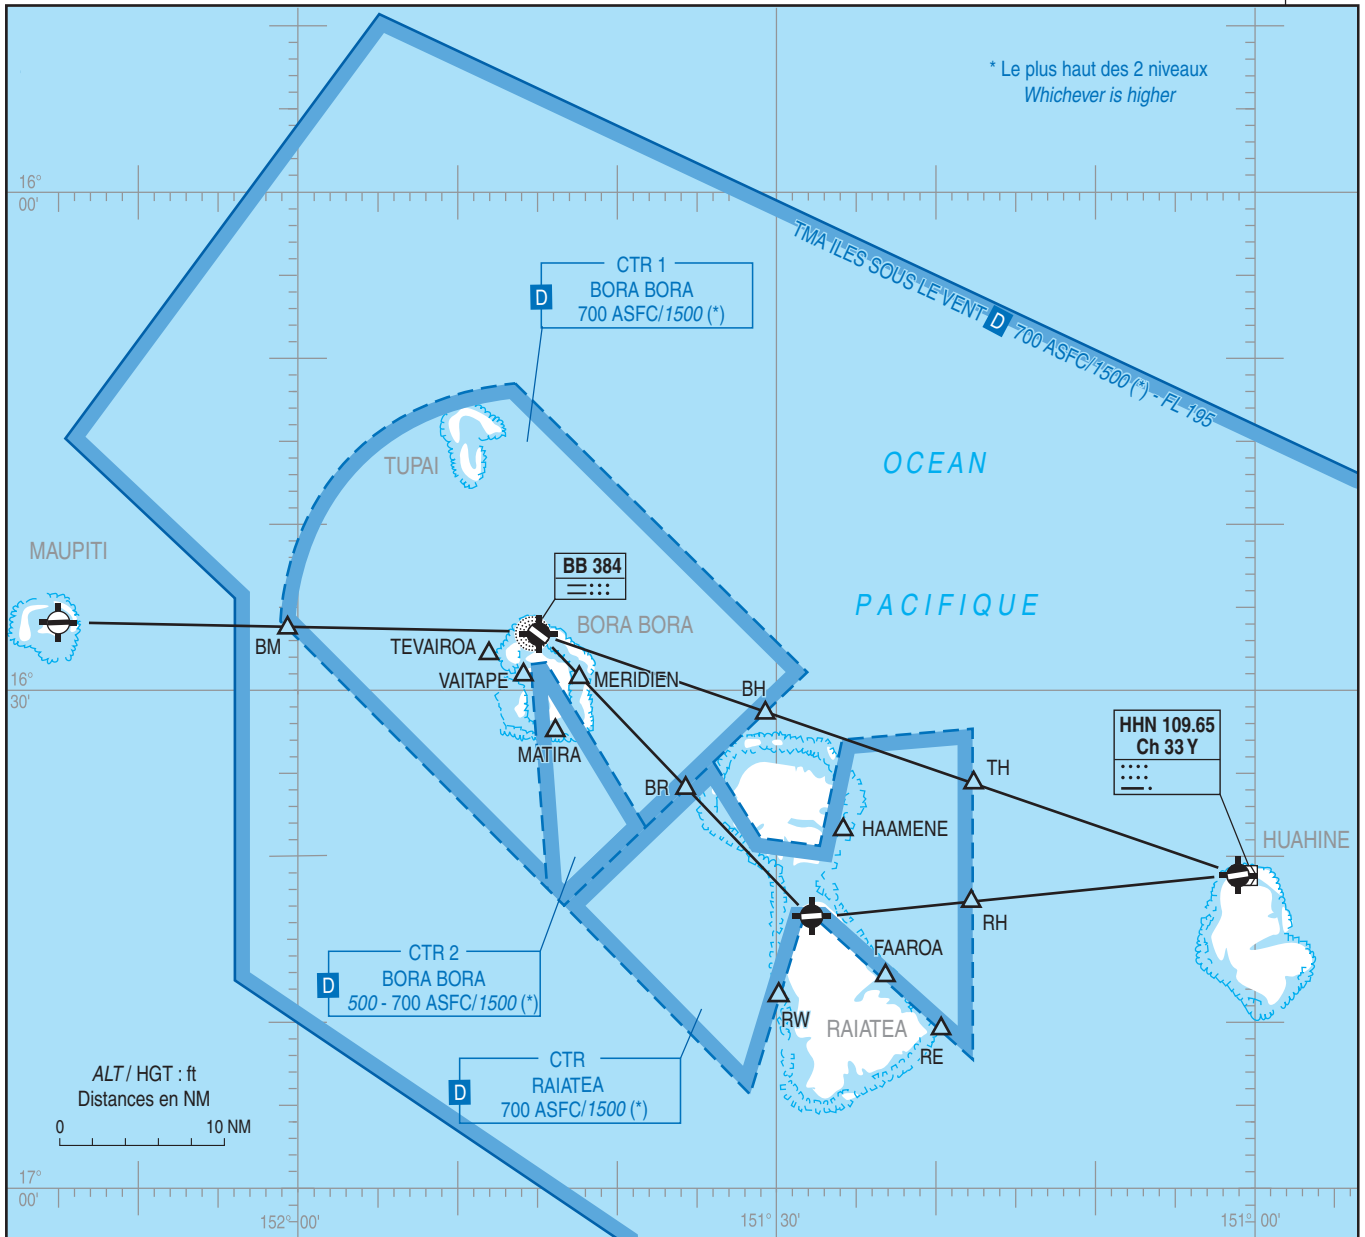 * Le plus haut des 2 niveaux
Whichever is higher
16°
00'
TMA ILES SOUS LE VENT D 700 ASFC/1500 (*) - FL 195
CTR 1
BORA BORA
D
700 ASFC/1500 (*)
TUPAI
OCEAN
PACIFIQUE
MAUPITI
BB 384
BORA BORA
BM
TEVAIROA
VAITAPE
MERIDIEN
16°
30'
BH
MATIRA
BR
TH
HHN 109.65
Ch 33 Y
HAAMENE
HUAHINE
RH
FAAROA
CTR 2
BORA BORA
D
500 - 700 ASFC/1500 (*)
RW
RAIATEA
RE
CTR
RAIATEA
D
700 ASFC/1500 (*)
ALT / HGT : ft
Distances en NM
0
10 NM
17°
00'
152° 00'
151° 30'
151° 00'